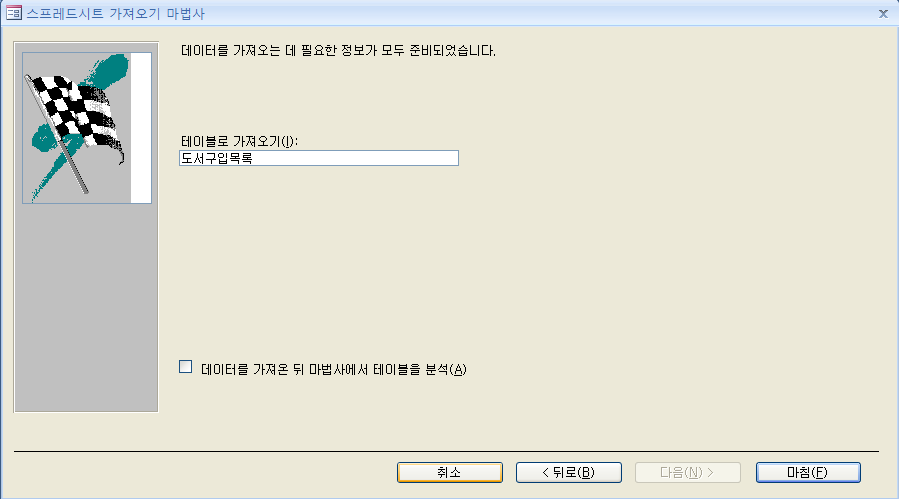 스프레드시트 가져오기 마법사
데이터를 가져오는 데 필요한 정보가 모두 준비되었습니다.
테이블로 가져오기(I):
도서구입목록
데이터를 가져온 뒤 마법사에서 테이블을 분석(A)
취소
< 뒤로(B)
다음(N) >
마침(F)